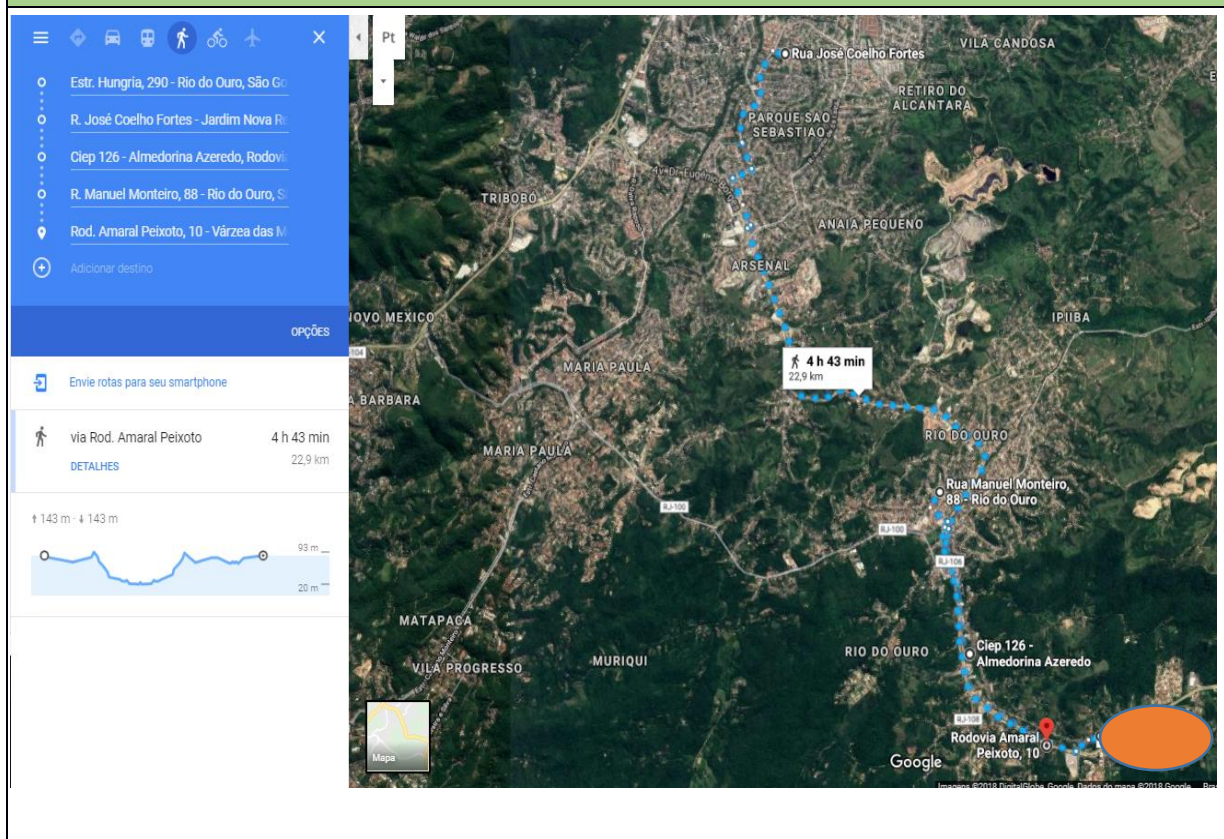 Estr. Hungria, 290 - Rio do Ouro, São Go
R. José Coelho Fortes - Jardim Nova R
Ciep 126 - Almedorina Azeredo, Rodovi
R. Manuel Monteiro, 88 - Rio do Ouro, S
Rod. Amaral Peixoto, 10 - Várzea das M
Adicionar destino
OPÇÕES
Envie rotas para seu smartphone
via Rod. Amaral Peixoto
4 h 43 min
DETALHES
22,9 km
143 m · 143 m
93 m
20 m
Pt
Rua José Coelho Fortes
VILA CANDOSA
RETIRO DO
ALCANTARA
PARQUE SAO
SEBASTIAO
TRIBOBÓ
ANAIA PEQUENO
ARSENAL
NOVO MEXICO
IPIIBA
104
MARIA PAULA
4 h 43 min
22,9 km
A BARBARA
MARIA PAULA
RIO DO OURO
Rua Manuel Monteiro,
88 - Rio do Ouro
RJ-100
RJ-100
RJ-106
MATAPACA
VILA PROGRESSO
MURIQUI
RIO DO OURO
Ciep 126 -
Almedorina Azeredo
RJ-106
Rodovia Amaral
Peixoto, 10
Mapa
Google
Imagens ©2018 DigitalGlobe, Google, Dados do mapa ©2018 Google
Bras